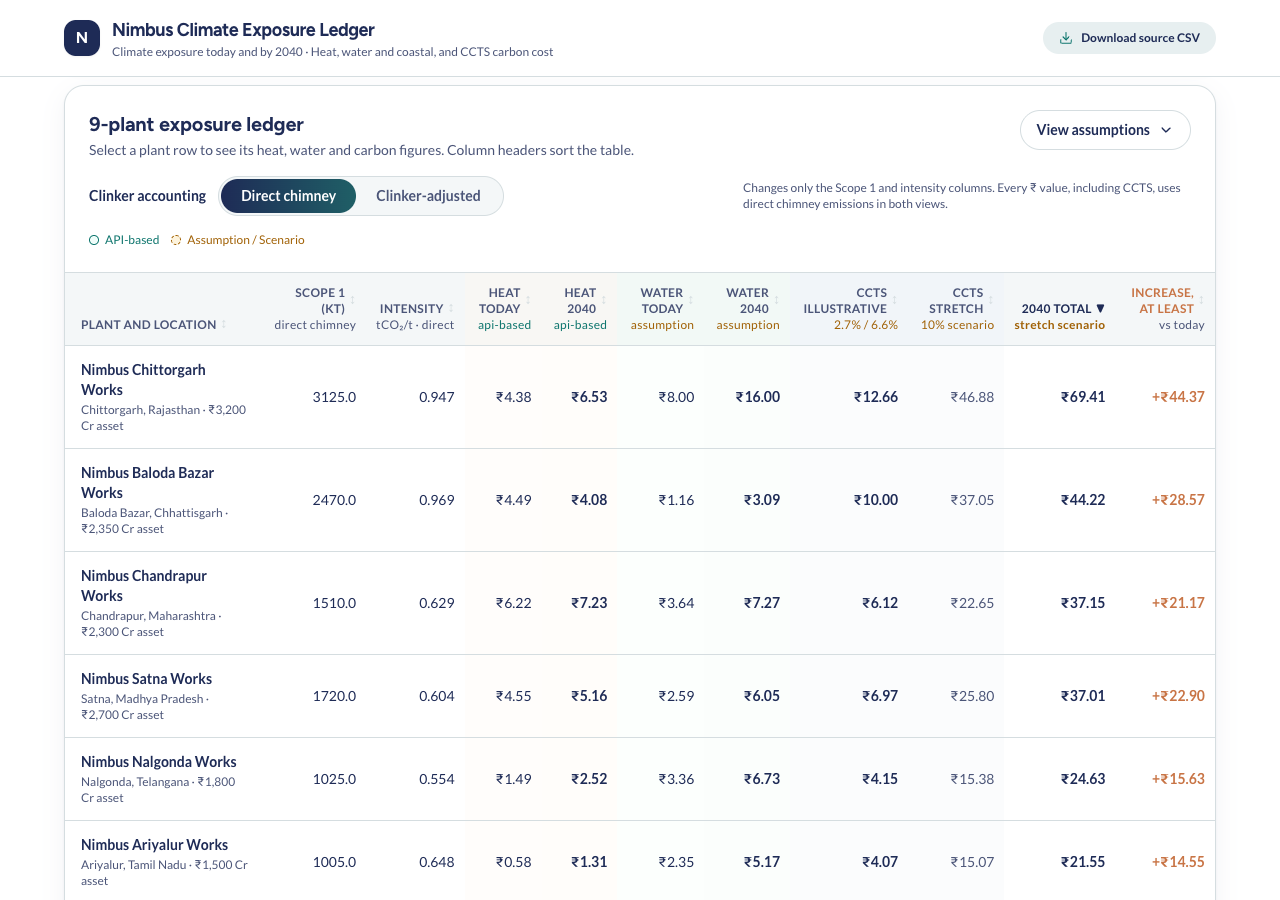 N
Nimbus Climate Exposure Ledger
Climate exposure today and by 2040 · Heat, water and coastal, and CCTS carbon cost
Download source CSV
9-plant exposure ledger
Select a plant row to see its heat, water and carbon figures. Column headers sort the table.
View assumptions
Clinker accounting
Direct chimney
Clinker-adjusted
Changes only the Scope 1 and intensity columns. Every ₹ value, including CCTS, uses
direct chimney emissions in both views.
API-based
Assumption / Scenario
PLANT AND LOCATION ↕
SCOPE 1 ↕
(KT)
direct chimney
INTENSITY ↕
tCO₂/t · direct
HEAT ↕
TODAY
api-based
HEAT ↕
2040
api-based
WATER ↕
TODAY
assumption
WATER ↕
2040
assumption
CCTS ↕
ILLUSTRATIVE
2.7% / 6.6%
CCTS ↕
STRETCH
10% scenario
2040 TOTAL ▼
stretch scenario
INCREASE, ↕
AT LEAST
vs today
Nimbus Chittorgarh
Works
Chittorgarh, Rajasthan · ₹3,200
Cr asset
3125.0 0.947 ₹4.38 ₹6.53 ₹8.00 ₹16.00 ₹12.66 ₹46.88 ₹69.41 +₹44.37
Nimbus Baloda Bazar
Works
Baloda Bazar, Chhattisgarh ·
₹2,350 Cr asset
2470.0 0.969 ₹4.49 ₹4.08 ₹1.16 ₹3.09 ₹10.00 ₹37.05 ₹44.22 +₹28.57
Nimbus Chandrapur
Works
Chandrapur, Maharashtra ·
₹2,300 Cr asset
1510.0 0.629 ₹6.22 ₹7.23 ₹3.64 ₹7.27 ₹6.12 ₹22.65 ₹37.15 +₹21.17
Nimbus Satna Works
Satna, Madhya Pradesh ·
₹2,700 Cr asset
1720.0 0.604 ₹4.55 ₹5.16 ₹2.59 ₹6.05 ₹6.97 ₹25.80 ₹37.01 +₹22.90
Nimbus Nalgonda Works
Nalgonda, Telangana · ₹1,800
Cr asset
1025.0 0.554 ₹1.49 ₹2.52 ₹3.36 ₹6.73 ₹4.15 ₹15.38 ₹24.63 +₹15.63
Nimbus Ariyalur Works
Ariyalur, Tamil Nadu · ₹1,500 Cr
asset
1005.0 0.648 ₹0.58 ₹1.31 ₹2.35 ₹5.17 ₹4.07 ₹15.07 ₹21.55 +₹14.55